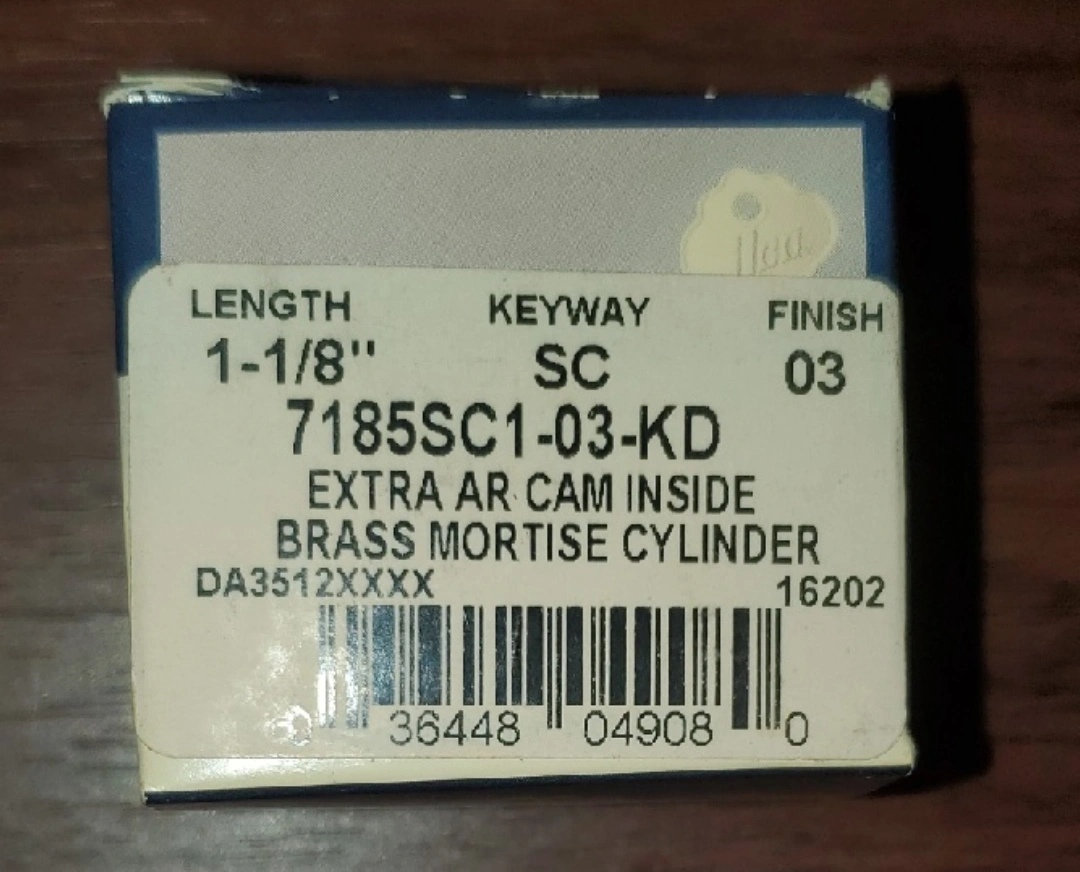 LENGTH KEYWAY FINISH
1-1/8" SC 03
7185SC1-03-KD
EXTRA AR CAM INSIDE
BRASS MORTISE CYLINDER
DA3512XXXX 16202
0 36448 04908 0